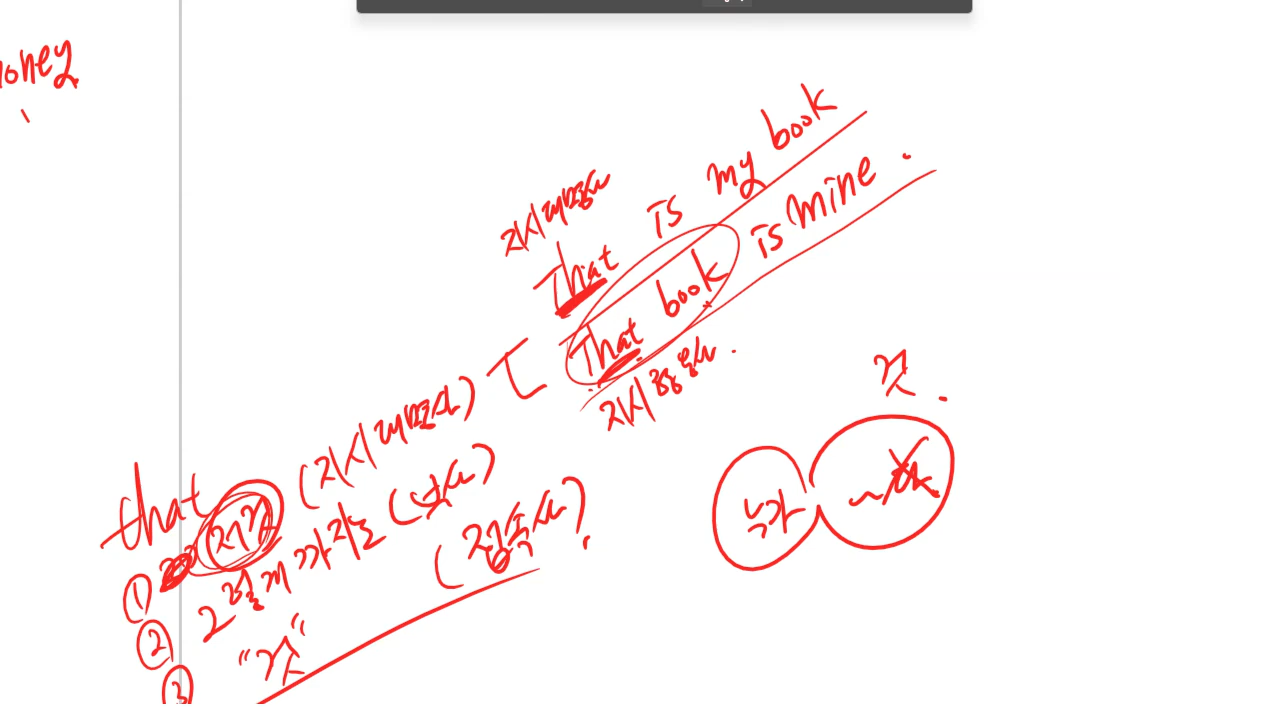 money
지시대명사
That is my book
That book is mine.
지시형용사.
that
① 저것 (지시대명사)
② 그렇게까지는 (부사)
③ "것" (접속사)
것.
누가 ~